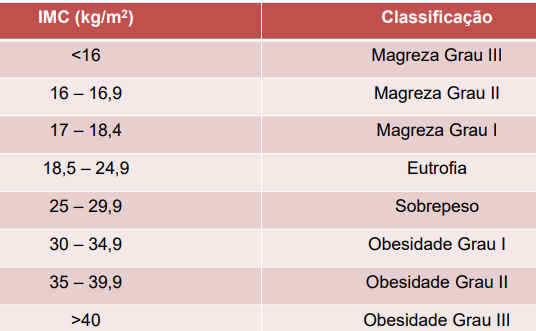 IMC (kg/m²) Classificação
<16 Magreza Grau III
16 – 16,9 Magreza Grau II
17 – 18,4 Magreza Grau I
18,5 – 24,9 Eutrofia
25 – 29,9 Sobrepeso
30 – 34,9 Obesidade Grau I
35 – 39,9 Obesidade Grau II
>40 Obesidade Grau III